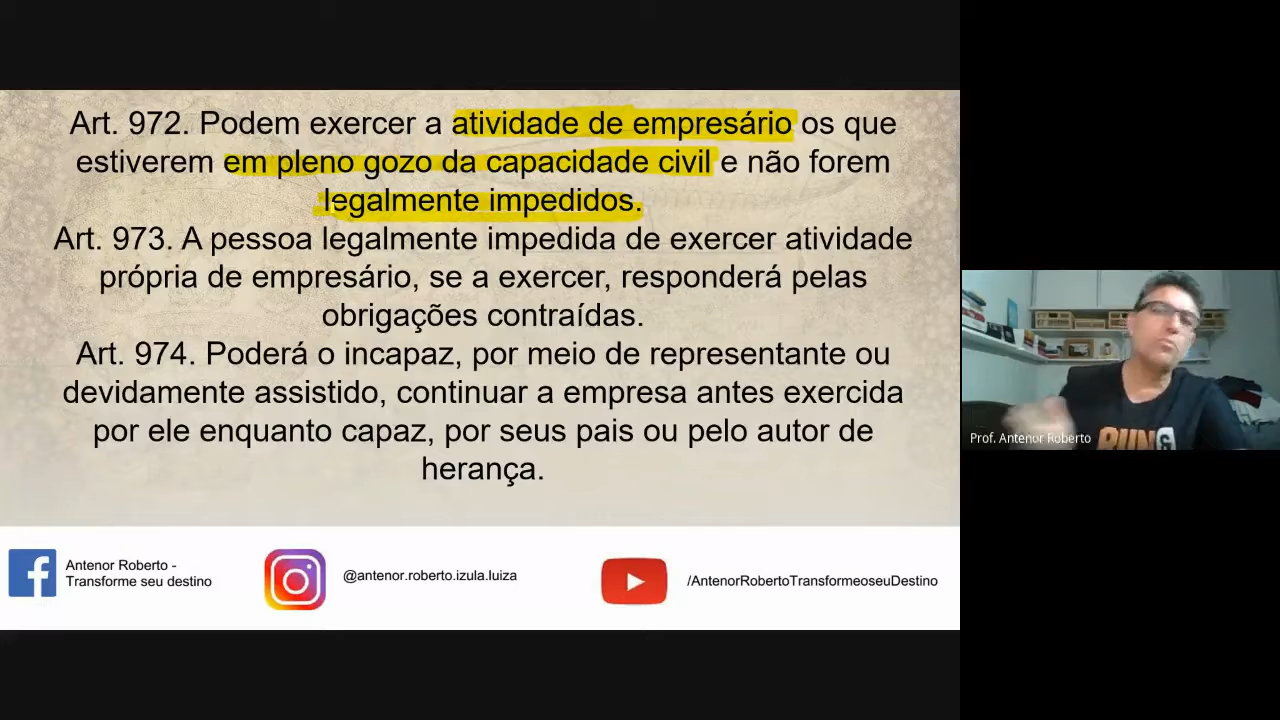 Art. 972. Podem exercer a atividade de empresário os que
estiverem em pleno gozo da capacidade civil e não forem
legalmente impedidos.
Art. 973. A pessoa legalmente impedida de exercer atividade
própria de empresário, se a exercer, responderá pelas
obrigações contraídas.
Art. 974. Poderá o incapaz, por meio de representante ou
devidamente assistido, continuar a empresa antes exercida
por ele enquanto capaz, por seus pais ou pelo autor de
herança.
Antenor Roberto -
Transforme seu destino
@antenor.roberto.izula.luiza
/AntenorRobertoTransformeoseuDestino
Prof. Antenor Roberto
RUN&